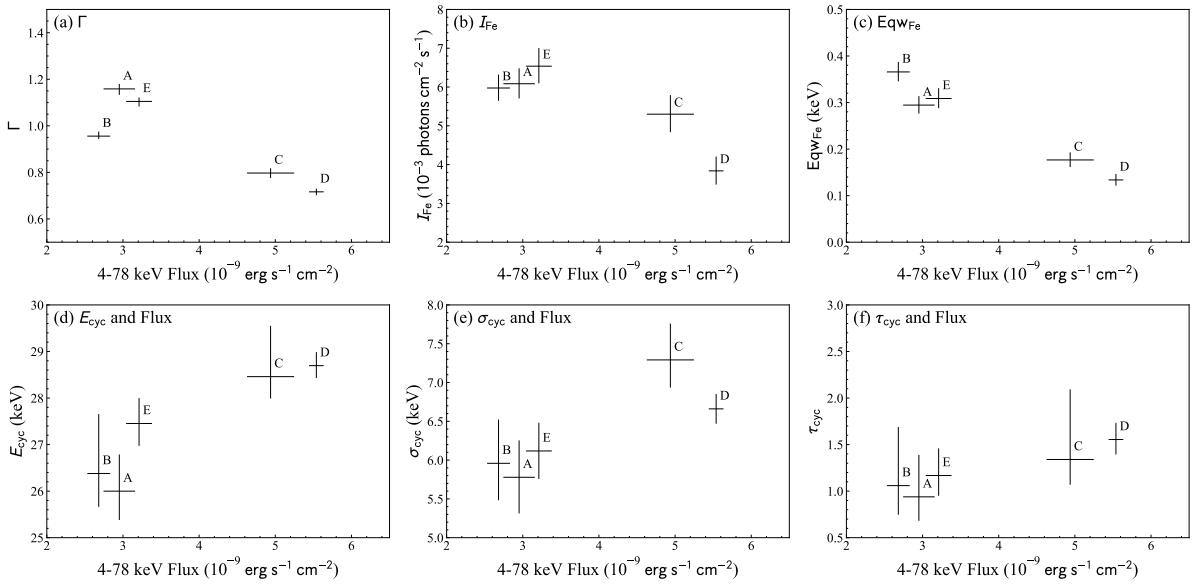 (a) Γ
1.4
1.2
1.0
0.8
0.6
Γ
A
E
B
C
D
2 3 4 5 6
4-78 keV Flux (10⁻⁹ erg s⁻¹ cm⁻²)
(b) I_Fe
8
7
6
5
4
3
2
I_Fe (10⁻³ photons cm⁻² s⁻¹)
B
A
E
C
D
2 3 4 5 6
4-78 keV Flux (10⁻⁹ erg s⁻¹ cm⁻²)
(c) Eqw_Fe
0.5
0.4
0.3
0.2
0.1
0.0
Eqw_Fe (keV)
B
A
E
C
D
2 3 4 5 6
4-78 keV Flux (10⁻⁹ erg s⁻¹ cm⁻²)
(d) E_cyc and Flux
30
29
28
27
26
25
E_cyc (keV)
B
A
E
C
D
2 3 4 5 6
4-78 keV Flux (10⁻⁹ erg s⁻¹ cm⁻²)
(e) σ_cyc and Flux
8.0
7.5
7.0
6.5
6.0
5.5
5.0
σ_cyc (keV)
B
A
E
C
D
2 3 4 5 6
4-78 keV Flux (10⁻⁹ erg s⁻¹ cm⁻²)
(f) τ_cyc and Flux
3.0
2.5
2.0
1.5
1.0
0.5
τ_cyc
B
A
E
C
D
2 3 4 5 6
4-78 keV Flux (10⁻⁹ erg s⁻¹ cm⁻²)